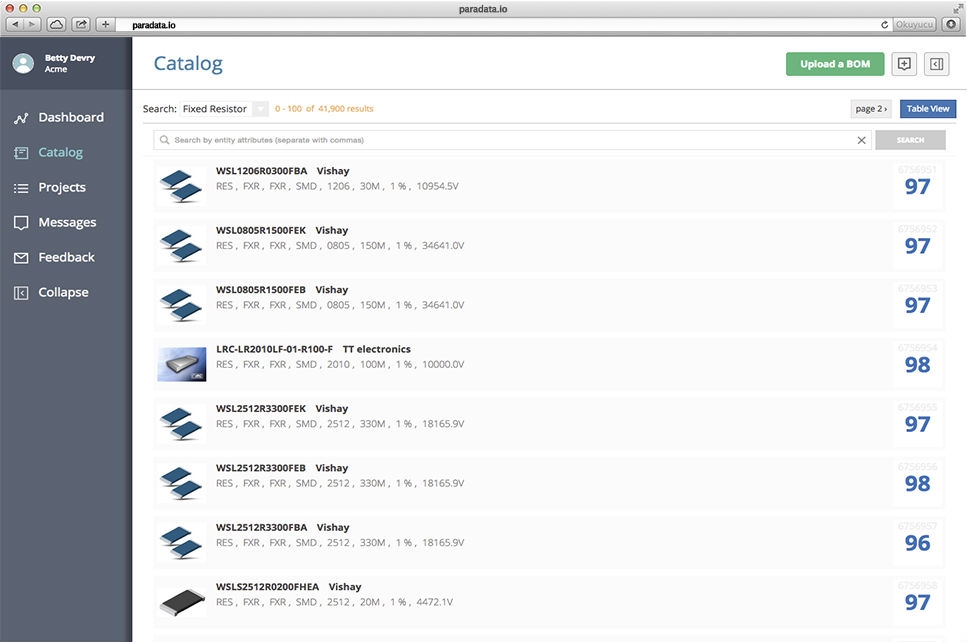 paradata.io
paradata.io
Okuyucu
Betty Devry
Acme
Catalog
Upload a BOM
Dashboard
Catalog
Projects
Messages
Feedback
Collapse
Search: Fixed Resistor 0 - 100 of 41,900 results
page 2 ›
Table View
Search by entity attributes (separate with commas)
SEARCH
WSL1206R0300FBA Vishay
RES , FXR , FXR , SMD , 1206 , 30M , 1 % , 10954.5V
6756951
97
WSL0805R1500FEK Vishay
RES , FXR , FXR , SMD , 0805 , 150M , 1 % , 34641.0V
6756952
97
WSL0805R1500FEB Vishay
RES , FXR , FXR , SMD , 0805 , 150M , 1 % , 34641.0V
6756953
97
LRC-LR2010LF-01-R100-F TT electronics
RES , FXR , FXR , SMD , 2010 , 100M , 1 % , 10000.0V
6756954
98
WSL2512R3300FEK Vishay
RES , FXR , FXR , SMD , 2512 , 330M , 1 % , 18165.9V
6756955
97
WSL2512R3300FEB Vishay
RES , FXR , FXR , SMD , 2512 , 330M , 1 % , 18165.9V
6756956
98
WSL2512R3300FBA Vishay
RES , FXR , FXR , SMD , 2512 , 330M , 1 % , 18165.9V
6756957
96
WSLS2512R0200FHEA Vishay
RES , FXR , FXR , SMD , 2512 , 20M , 1 % , 4472.1V
6756958
97